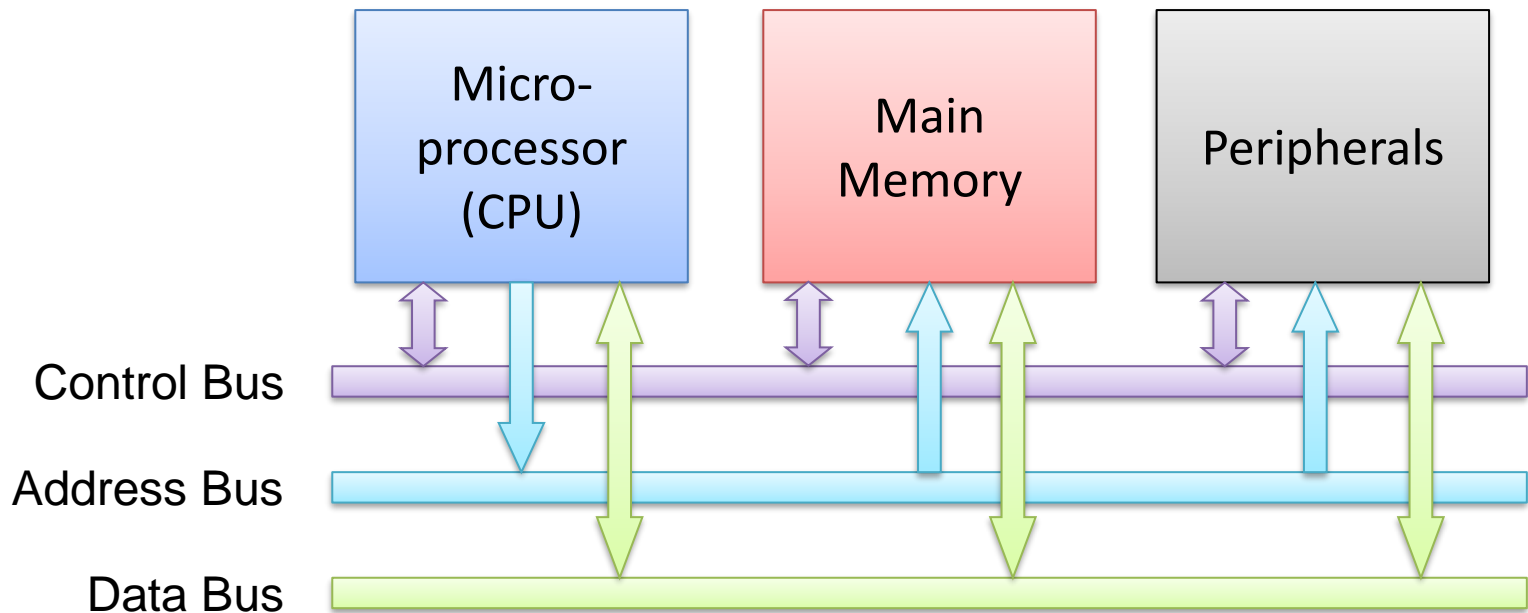 Micro-
processor
(CPU)
Main
Memory
Peripherals
Control Bus
Address Bus
Data Bus